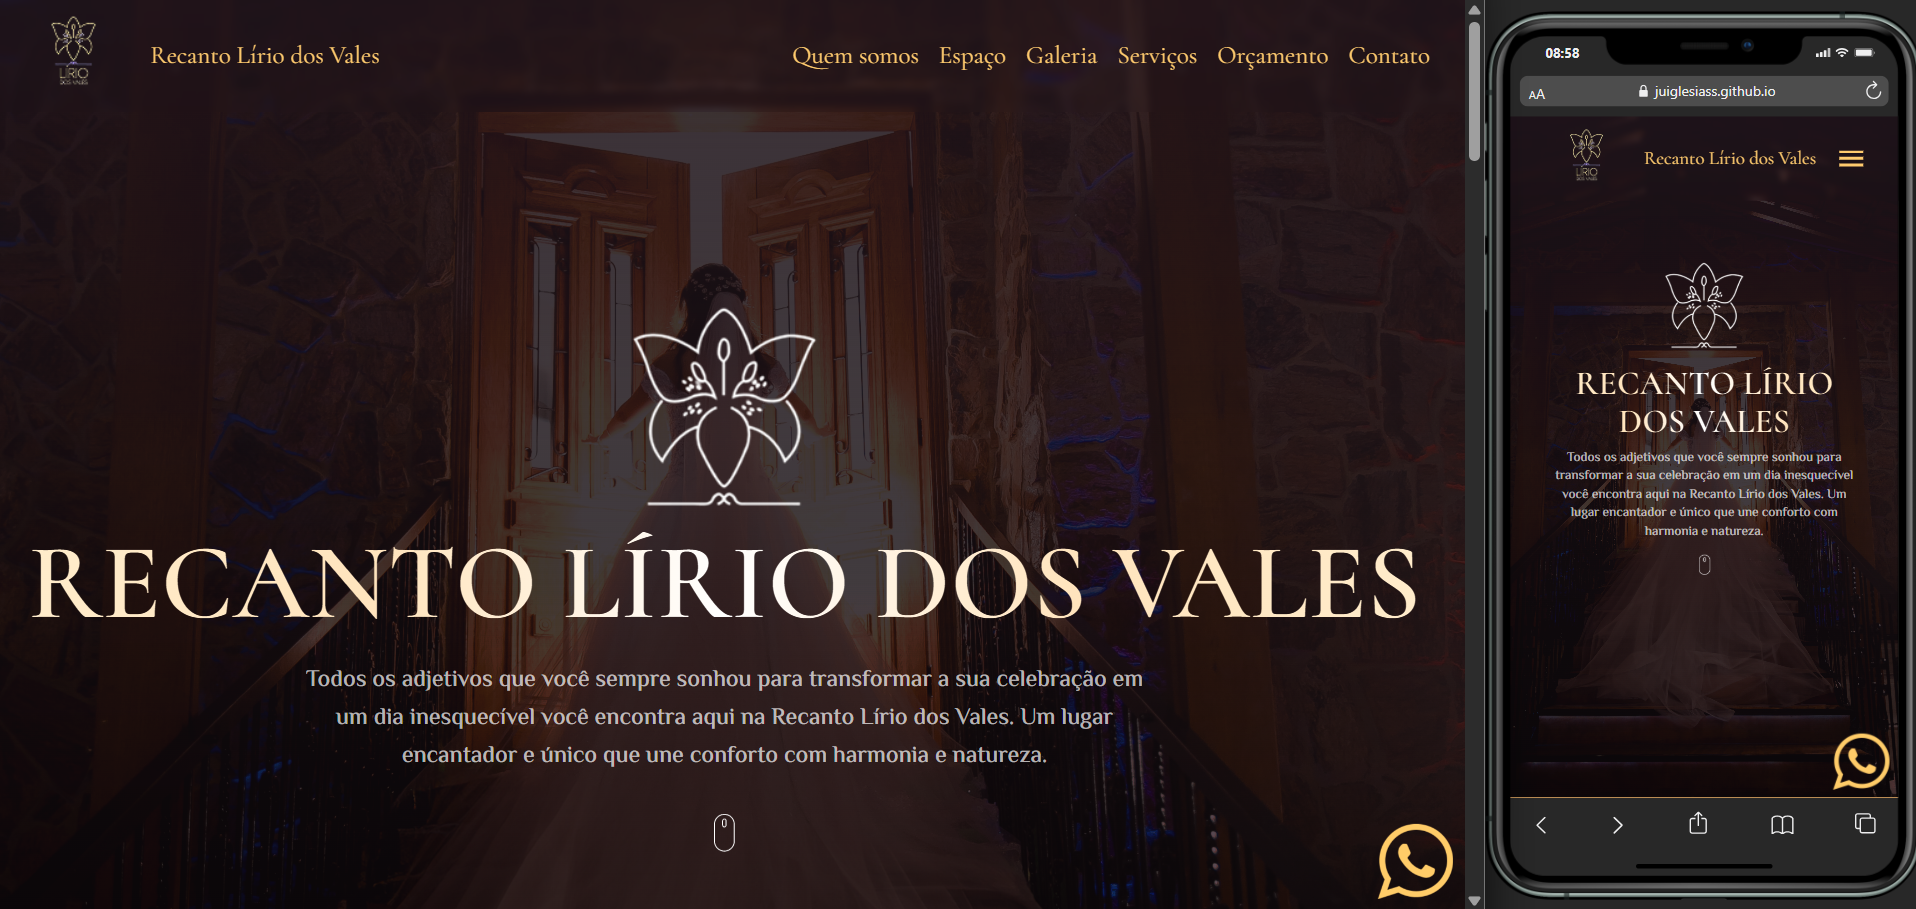 LÍRIO
DOS VALES
Recanto Lírio dos Vales
Quem somos Espaço Galeria Serviços Orçamento Contato
RECANTO LÍRIO DOS VALES
Todos os adjetivos que você sempre sonhou para transformar a sua celebração em
um dia inesquecível você encontra aqui na Recanto Lírio dos Vales. Um lugar
encantador e único que une conforto com harmonia e natureza.
08:58
AA
juiglesiass.github.io
LÍRIO
DOS VALES
Recanto Lírio dos Vales
RECANTO LÍRIO
DOS VALES
Todos os adjetivos que você sempre sonhou para
transformar a sua celebração em um dia inesquecível
você encontra aqui na Recanto Lírio dos Vales. Um
lugar encantador e único que une conforto com
harmonia e natureza.